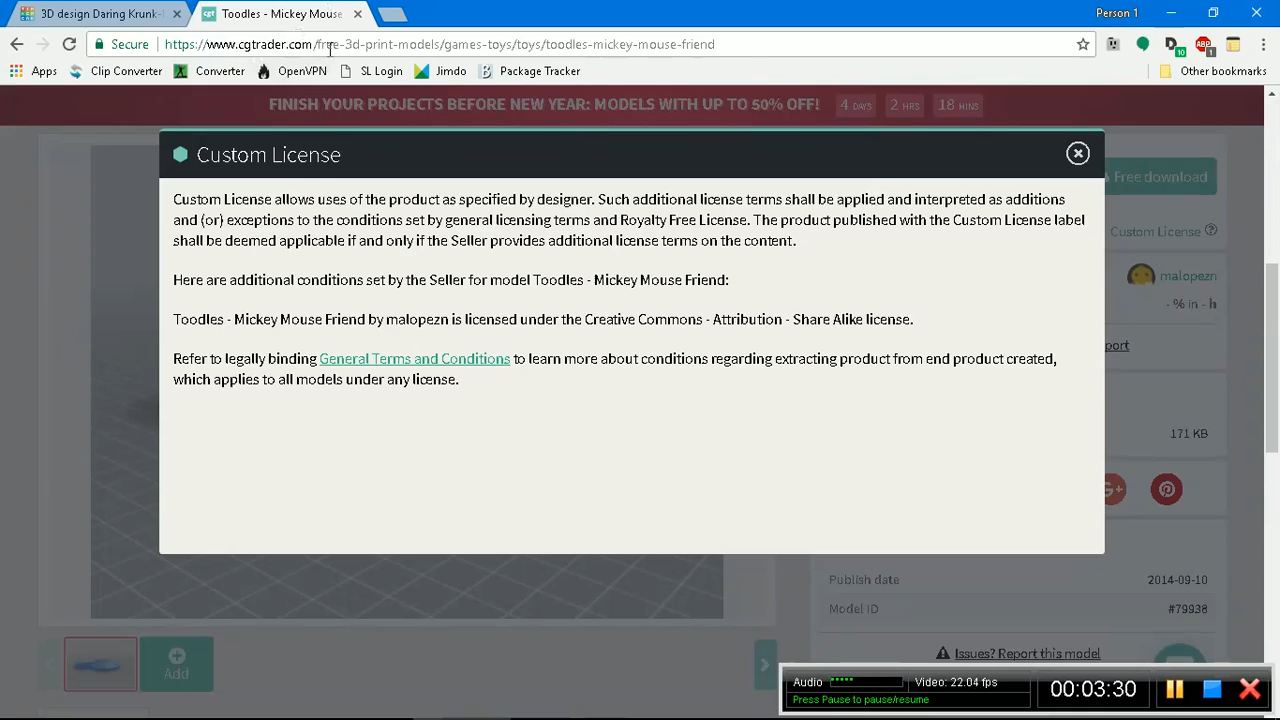 3D design Daring Krunk-
Toodles - Mickey Mouse
Person 1
Secure
https://www.cgtrader.com/free-3d-print-models/games-toys/toys/toodles-mickey-mouse-friend
Apps
Clip Converter
Converter
OpenVPN
SL Login
Jimdo
Package Tracker
Other bookmarks
FINISH YOUR PROJECTS BEFORE NEW YEAR: MODELS WITH UP TO 50% OFF! 4 DAYS 2 HRS 18 MINS
Custom License
Free download
Custom License allows uses of the product as specified by designer. Such additional license terms shall be applied and interpreted as additions
and (or) exceptions to the conditions set by general licensing terms and Royalty Free License. The product published with the Custom License label
shall be deemed applicable if and only if the Seller provides additional license terms on the content.
Custom License
Here are additional conditions set by the Seller for model Toodles - Mickey Mouse Friend:
malopezn
- % in - h
Toodles - Mickey Mouse Friend by malopezn is licensed under the Creative Commons - Attribution - Share Alike license.
port
Refer to legally binding General Terms and Conditions to learn more about conditions regarding extracting product from end product created,
which applies to all models under any license.
171 KB
G+
Publish date 2014-09-10
Model ID #79938
Issues? Report this model
Add
Audio
Video: 22.04 fps
Press Pause to pause/resume
00:03:30